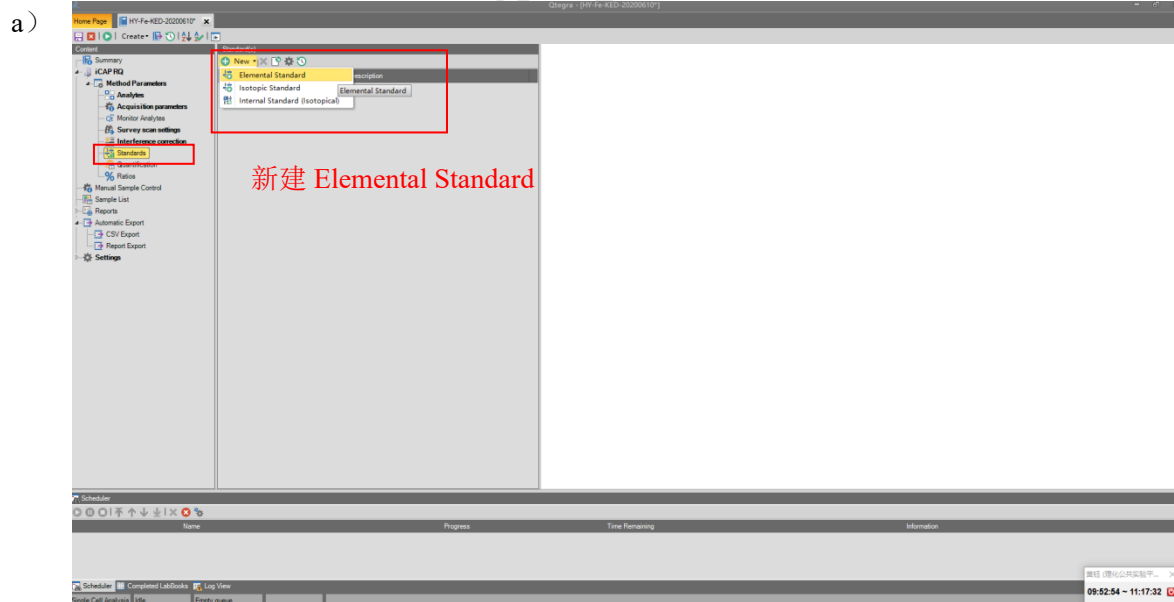 a）
Qtegra - [HY-Fe-KED-20200610*]
Home Page HY-Fe-KED-20200610*
Create
Content
Summary
iCAP RQ
Method Parameters
Analytes
Acquisition parameters
Monitor Analytes
Survey scan settings
Interference correction
Standards
Quantification
Ratios
Manual Sample Control
Sample List
Reports
Automatic Export
CSV Export
Report Export
Settings
Standard(s)
New
Elemental Standard
Isotopic Standard
Internal Standard (Isotopical)
escription
Elemental Standard
新建 Elemental Standard
Scheduler
Name Progress Time Remaining Information
Scheduler Completed LabBooks Log View
Single Cell Analysis Idle Empty queue
09:52:54 ~ 11:17:32